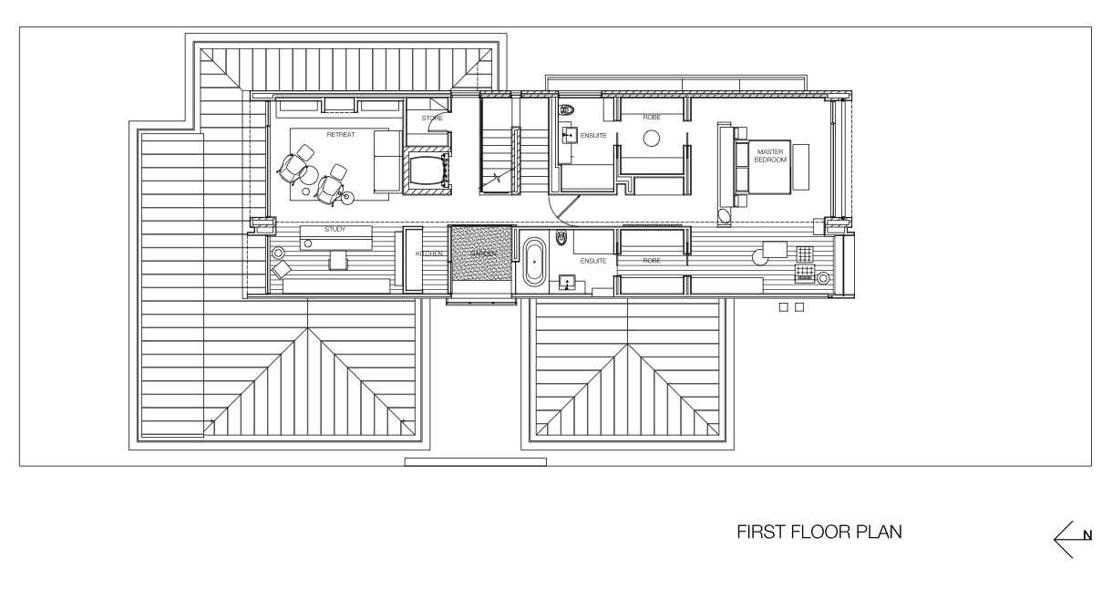 STORE
ROBE
RETREAT
ENSUITE
MASTER
BEDROOM
STUDY
KITCHEN
GARDEN
ENSUITE
ROBE
FIRST FLOOR PLAN
N